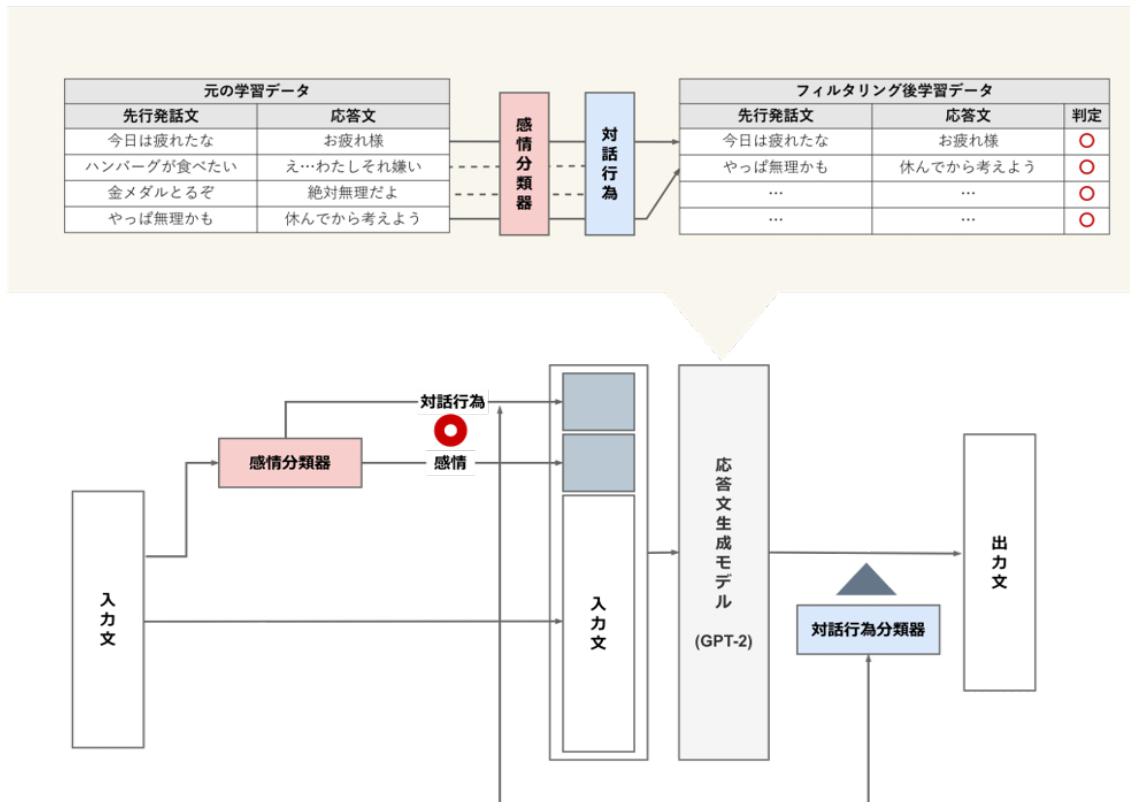 元の学習データ
先行発話文 応答文
今日は疲れたな お疲れ様
ハンバーグが食べたい え…わたしそれ嫌い
金メダルとるぞ 絶対無理だよ
やっぱ無理かも 休んでから考えよう
感情分類器
対話行為
フィルタリング後学習データ
先行発話文 応答文 判定
今日は疲れたな お疲れ様 〇
やっぱ無理かも 休んでから考えよう 〇
… … 〇
… … 〇
対話行為
感情分類器
感情
入力文
入力文
応答文生成モデル
(GPT-2)
対話行為分類器
出力文